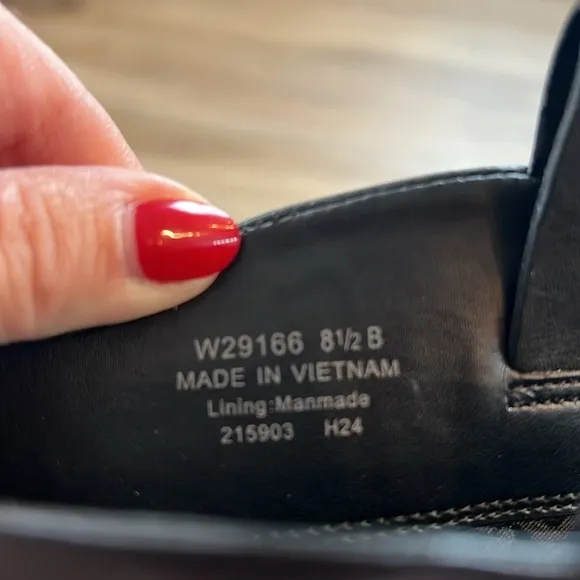 W29166 8½ B
MADE IN VIETNAM
Lining:Manmade
215903 H24